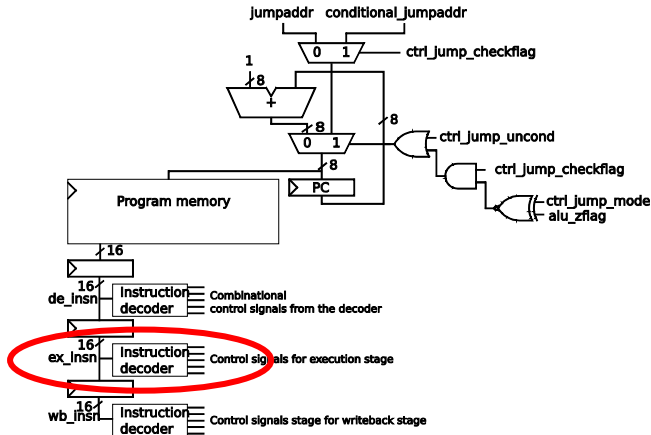 jumpaddr conditional_jumpaddr
0 1 ctrl_jump_checkflag
1
8
+
8
8
0 1
ctrl_jump_uncond
8
ctrl_jump_checkflag
PC
Program memory
ctrl_jump_mode
alu_zflag
16
16
de_insn
Instruction
decoder
Combinational
control signals from the decoder
16
ex_insn
Instruction
decoder
Control signals for execution stage
16
wb_insn
Instruction
decoder
Control signals stage for writeback stage